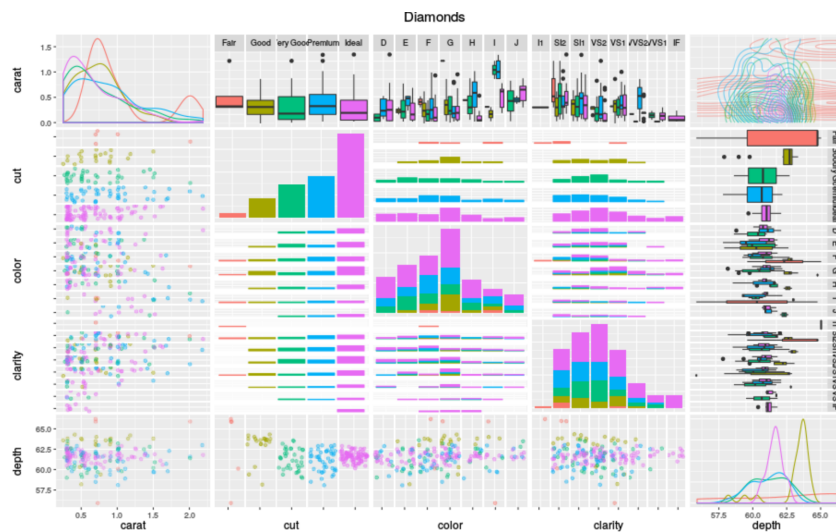 Diamonds
Fair Good ery Goo Premium Ideal D E F G H I J I1 SI2 SI1 VS2 VS1 IF
carat
1.5
1.0
0.5
0.0
cut
color
clarity
depth
65.0
62.5
60.0
57.5
0.5 1.0 1.5 2.0 57.5 60.0 62.5 65.0
carat cut color clarity depth